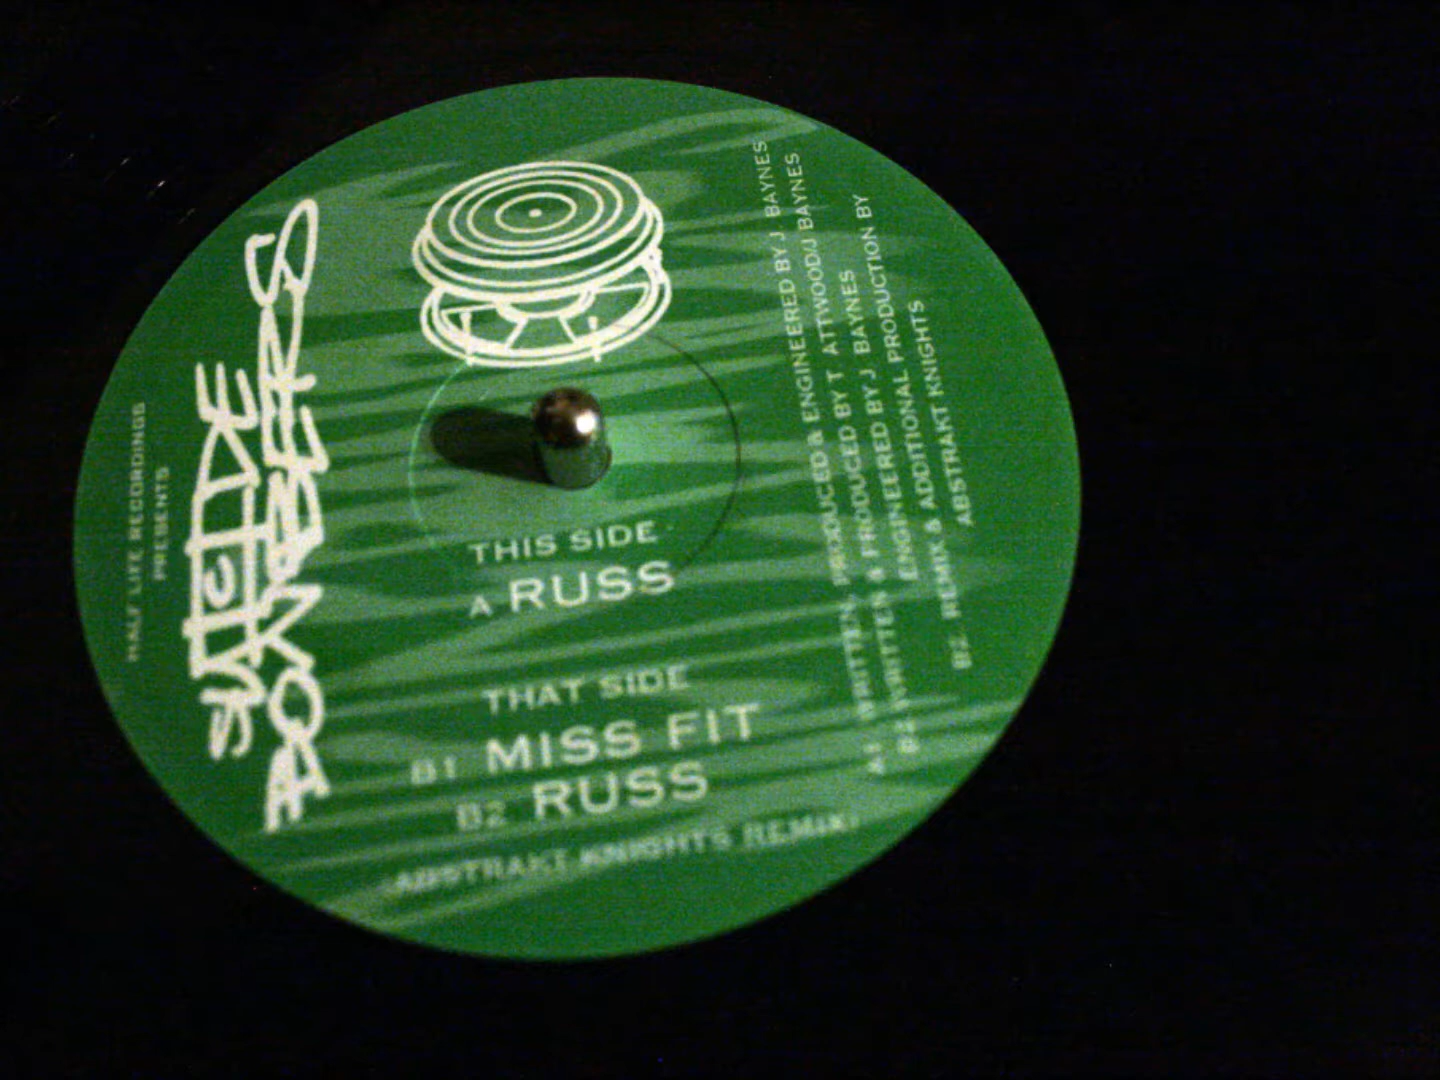 HALF LIFE RECORDINGS
PRESENTS
SUICIDE
BOMBERS
THIS SIDE
A RUSS
THAT SIDE
B1 MISS FIT
B2 RUSS
ABSTRAKT KNIGHTS REMIX
A1 WRITTEN, PRODUCED & ENGINEERED BY J BAYNES
B2 WRITTEN & PRODUCED BY T ATTWOOD/J BAYNES
ENGINEERED BY J BAYNES
B2 REMIX & ADDITIONAL PRODUCTION BY
ABSTRAKT KNIGHTS